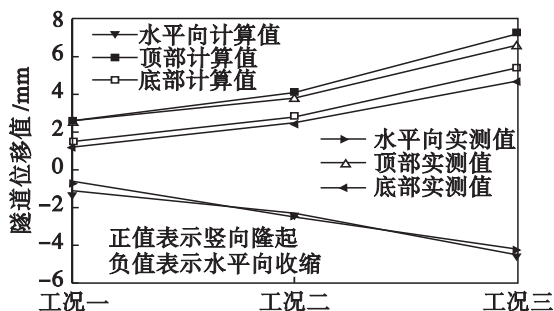 8
6
4
2
0
−2
−4
−6
隧道位移值/mm
水平向计算值
顶部计算值
底部计算值
水平向实测值
顶部实测值
底部实测值
正值表示竖向隆起
负值表示水平向收缩
工况一 工况二 工况三